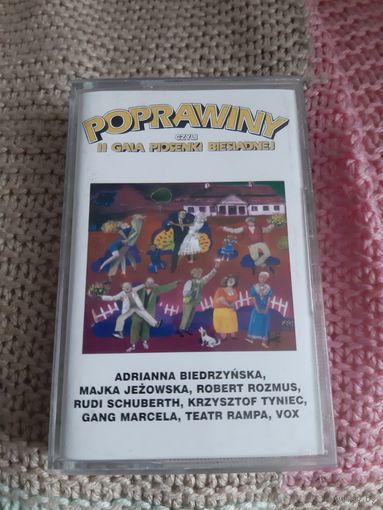 POPRAWINY
CZYLI
II GALA PIOSENKI BIESIADNEJ
ADRIANNA BIEDRZYŃSKA,
MAJKA JEŻOWSKA, ROBERT ROZMUS,
RUDI SCHUBERTH, KRZYSZTOF TYNIEC,
GANG MARCELA, TEATR RAMPA, VOX